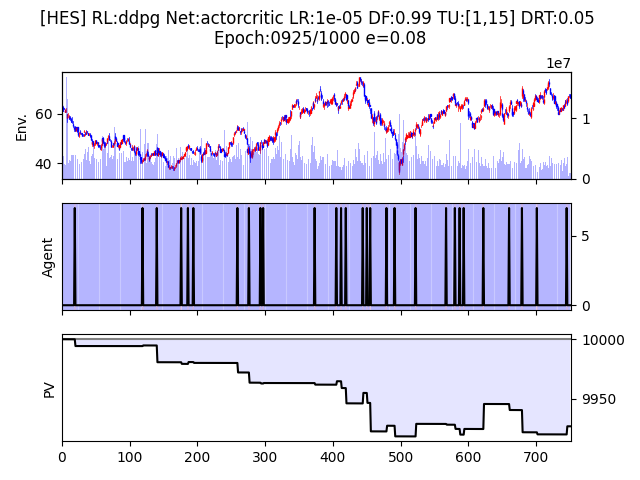 [HES] RL:ddpg Net:actorcritic LR:1e-05 DF:0.99 TU:[1,15] DRT:0.05
Epoch:0925/1000 e=0.08
1e7
Env.
60
40
1
0
Agent
5
0
PV
10000
9950
0 100 200 300 400 500 600 700